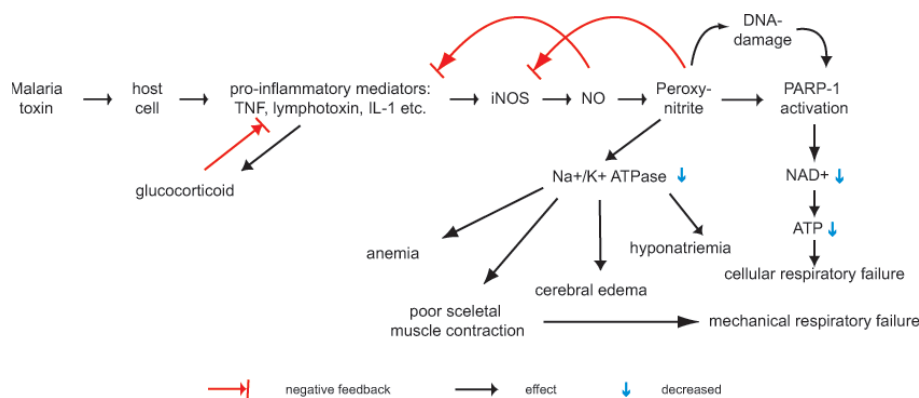 DNA-
damage
Malaria
toxin
host
cell
pro-inflammatory mediators:
TNF, lymphotoxin, IL-1 etc.
iNOS
NO
Peroxy-
nitrite
PARP-1
activation
glucocorticoid
Na+/K+ ATPase
NAD+
ATP
anemia
hyponatriemia
cellular respiratory failure
cerebral edema
poor sceletal
muscle contraction
mechanical respiratory failure
negative feedback
effect
decreased